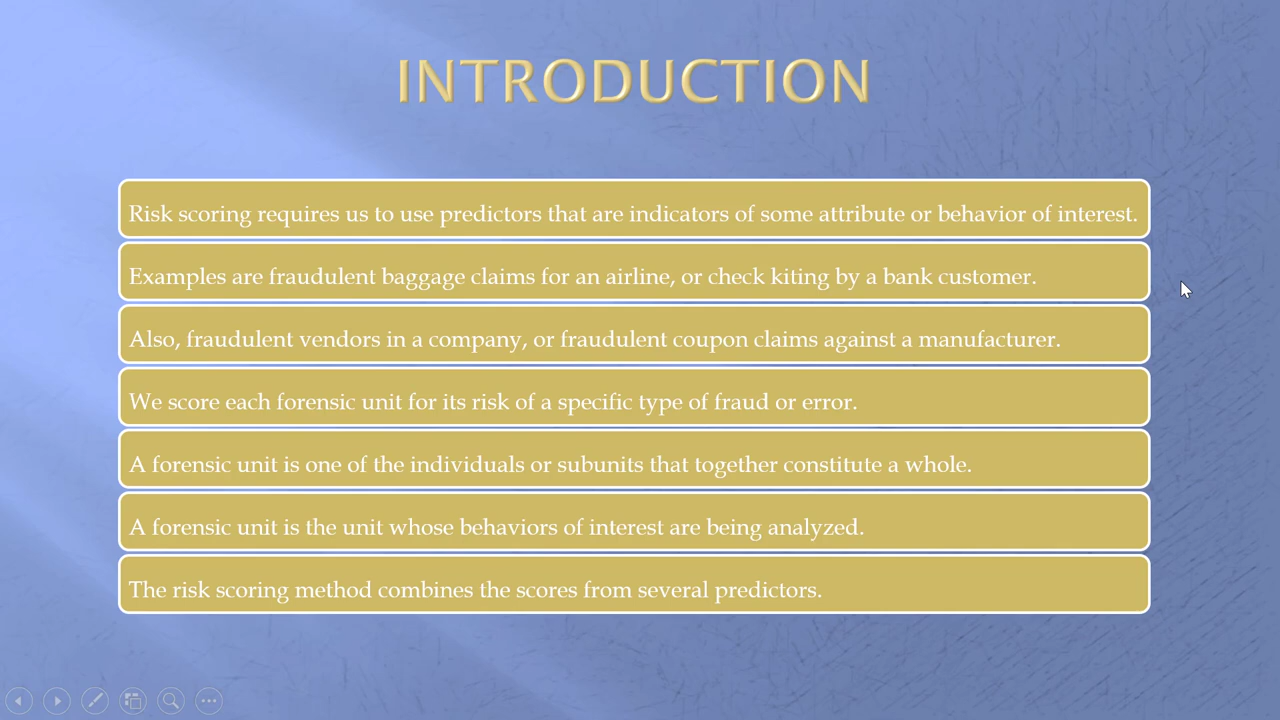 INTRODUCTION
Risk scoring requires us to use predictors that are indicators of some attribute or behavior of interest.
Examples are fraudulent baggage claims for an airline, or check kiting by a bank customer.
Also, fraudulent vendors in a company, or fraudulent coupon claims against a manufacturer.
We score each forensic unit for its risk of a specific type of fraud or error.
A forensic unit is one of the individuals or subunits that together constitute a whole.
A forensic unit is the unit whose behaviors of interest are being analyzed.
The risk scoring method combines the scores from several predictors.